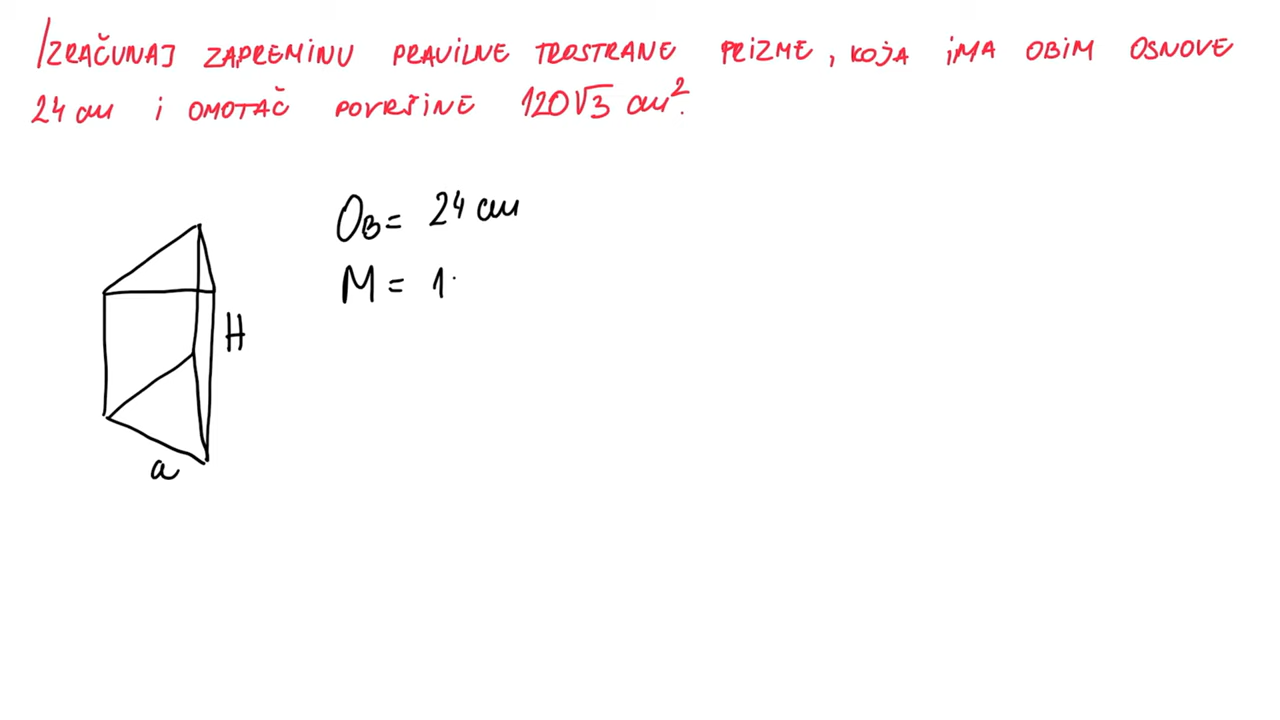 IZRAČUNAJ ZAPREMINU PRAVILNE TROSTRANE PRIZME, KOJA IMA OBIM OSNOVE
24 cm i OMOTAČ POVRŠINE 120√3 cm².
O_B = 24 cm
M = 1
H
a